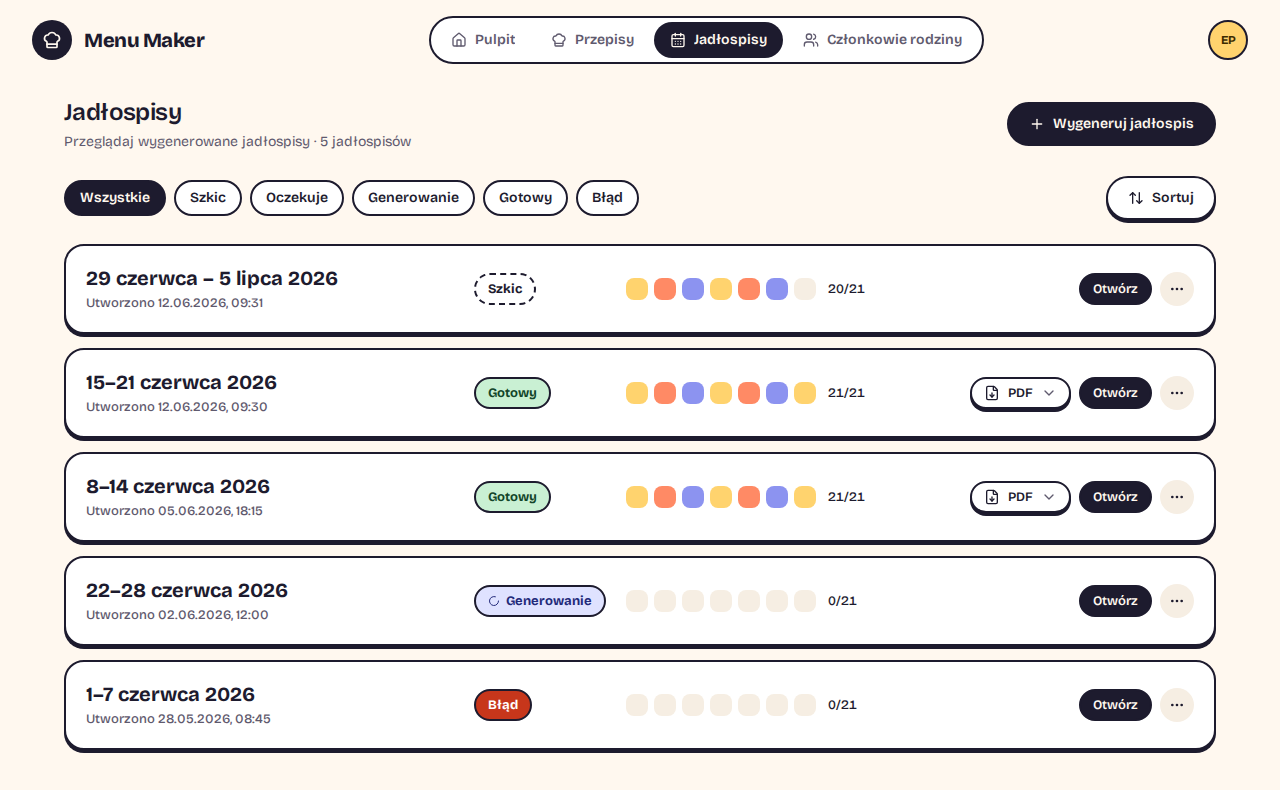 Menu Maker
Pulpit
Przepisy
Jadłospisy
Członkowie rodziny
EP
Jadłospisy
Przeglądaj wygenerowane jadłospisy · 5 jadłospisów
Wygeneruj jadłospis
Wszystkie
Szkic
Oczekuje
Generowanie
Gotowy
Błąd
Sortuj
29 czerwca – 5 lipca 2026
Utworzono 12.06.2026, 09:31
Szkic
20/21
Otwórz
15–21 czerwca 2026
Utworzono 12.06.2026, 09:30
Gotowy
21/21
PDF
Otwórz
8–14 czerwca 2026
Utworzono 05.06.2026, 18:15
Gotowy
21/21
PDF
Otwórz
22–28 czerwca 2026
Utworzono 02.06.2026, 12:00
Generowanie
0/21
Otwórz
1–7 czerwca 2026
Utworzono 28.05.2026, 08:45
Błąd
0/21
Otwórz